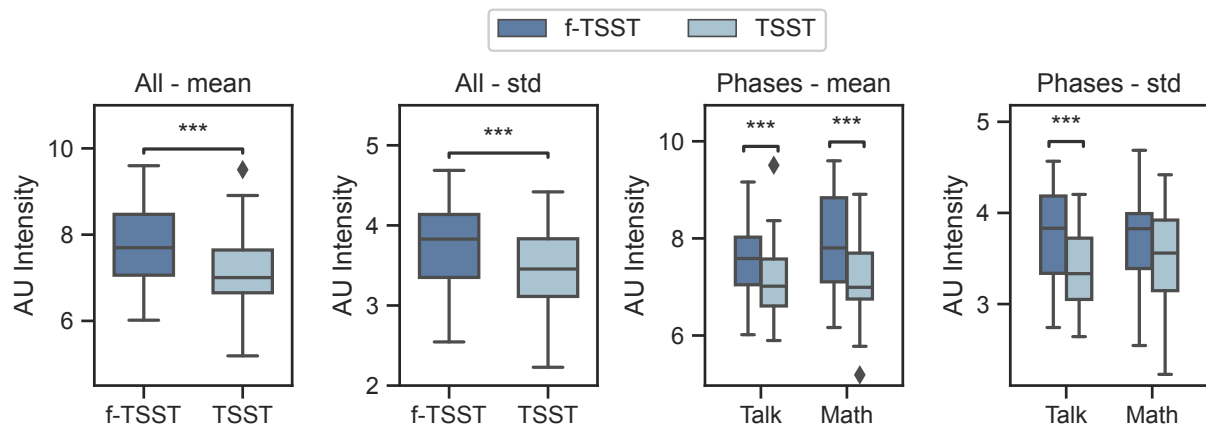 f-TSST TSST
All - mean
AU Intensity
10
8
6
***
f-TSST TSST
All - std
AU Intensity
5
4
3
2
***
f-TSST TSST
Phases - mean
AU Intensity
10
8
6
*** ***
Talk Math
Phases - std
AU Intensity
5
4
3
***
Talk Math